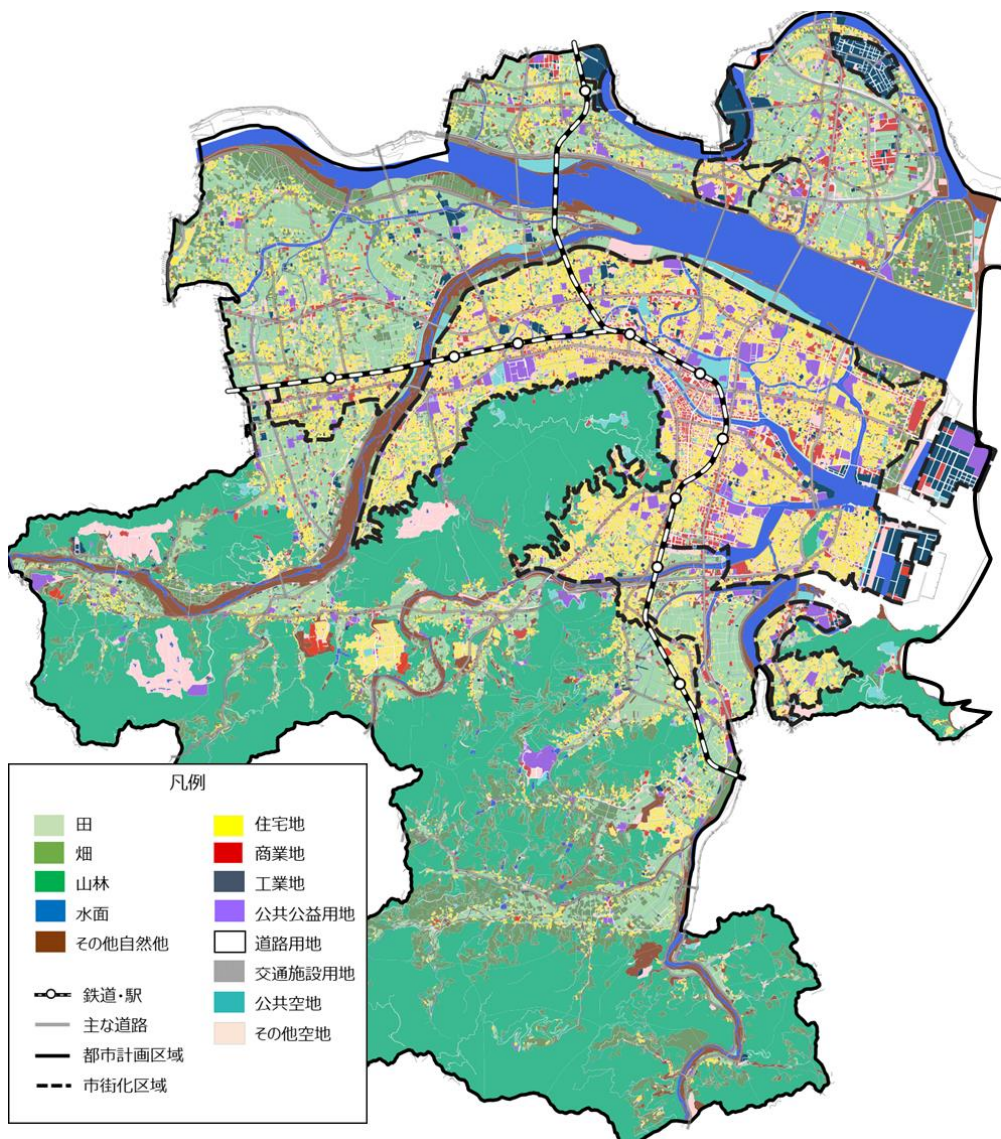 凡例
田
畑
山林
水面
その他自然他
鉄道・駅
主な道路
都市計画区域
市街化区域
住宅地
商業地
工業地
公共公益用地
道路用地
交通施設用地
公共空地
その他空地